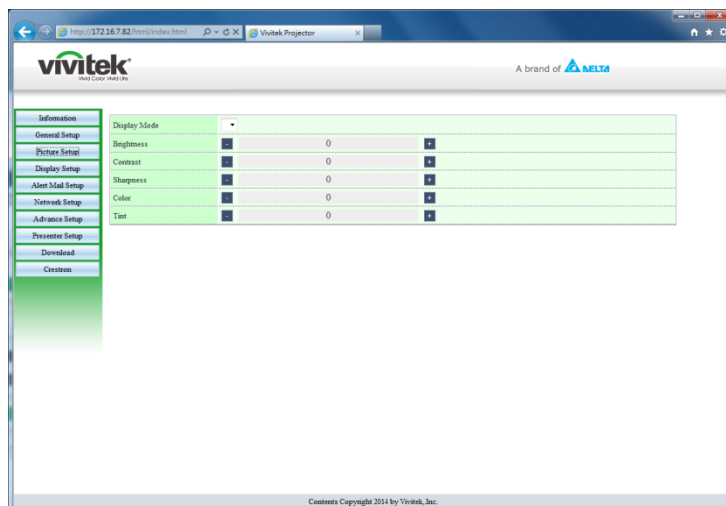 http://172.16.7.82/html/index.html
Vivitek Projector
vivitek
Vivid Color Vivid Life
A brand of DELTA
Information
General Setup
Picture Setup
Display Setup
Alert Mail Setup
Network Setup
Advance Setup
Presenter Setup
Download
Crestron
Display Mode
Brightness - 0 +
Contrast - 0 +
Sharpness - 0 +
Color - 0 +
Tint - 0 +
Contents Copyright 2014 by Vivitek, Inc.